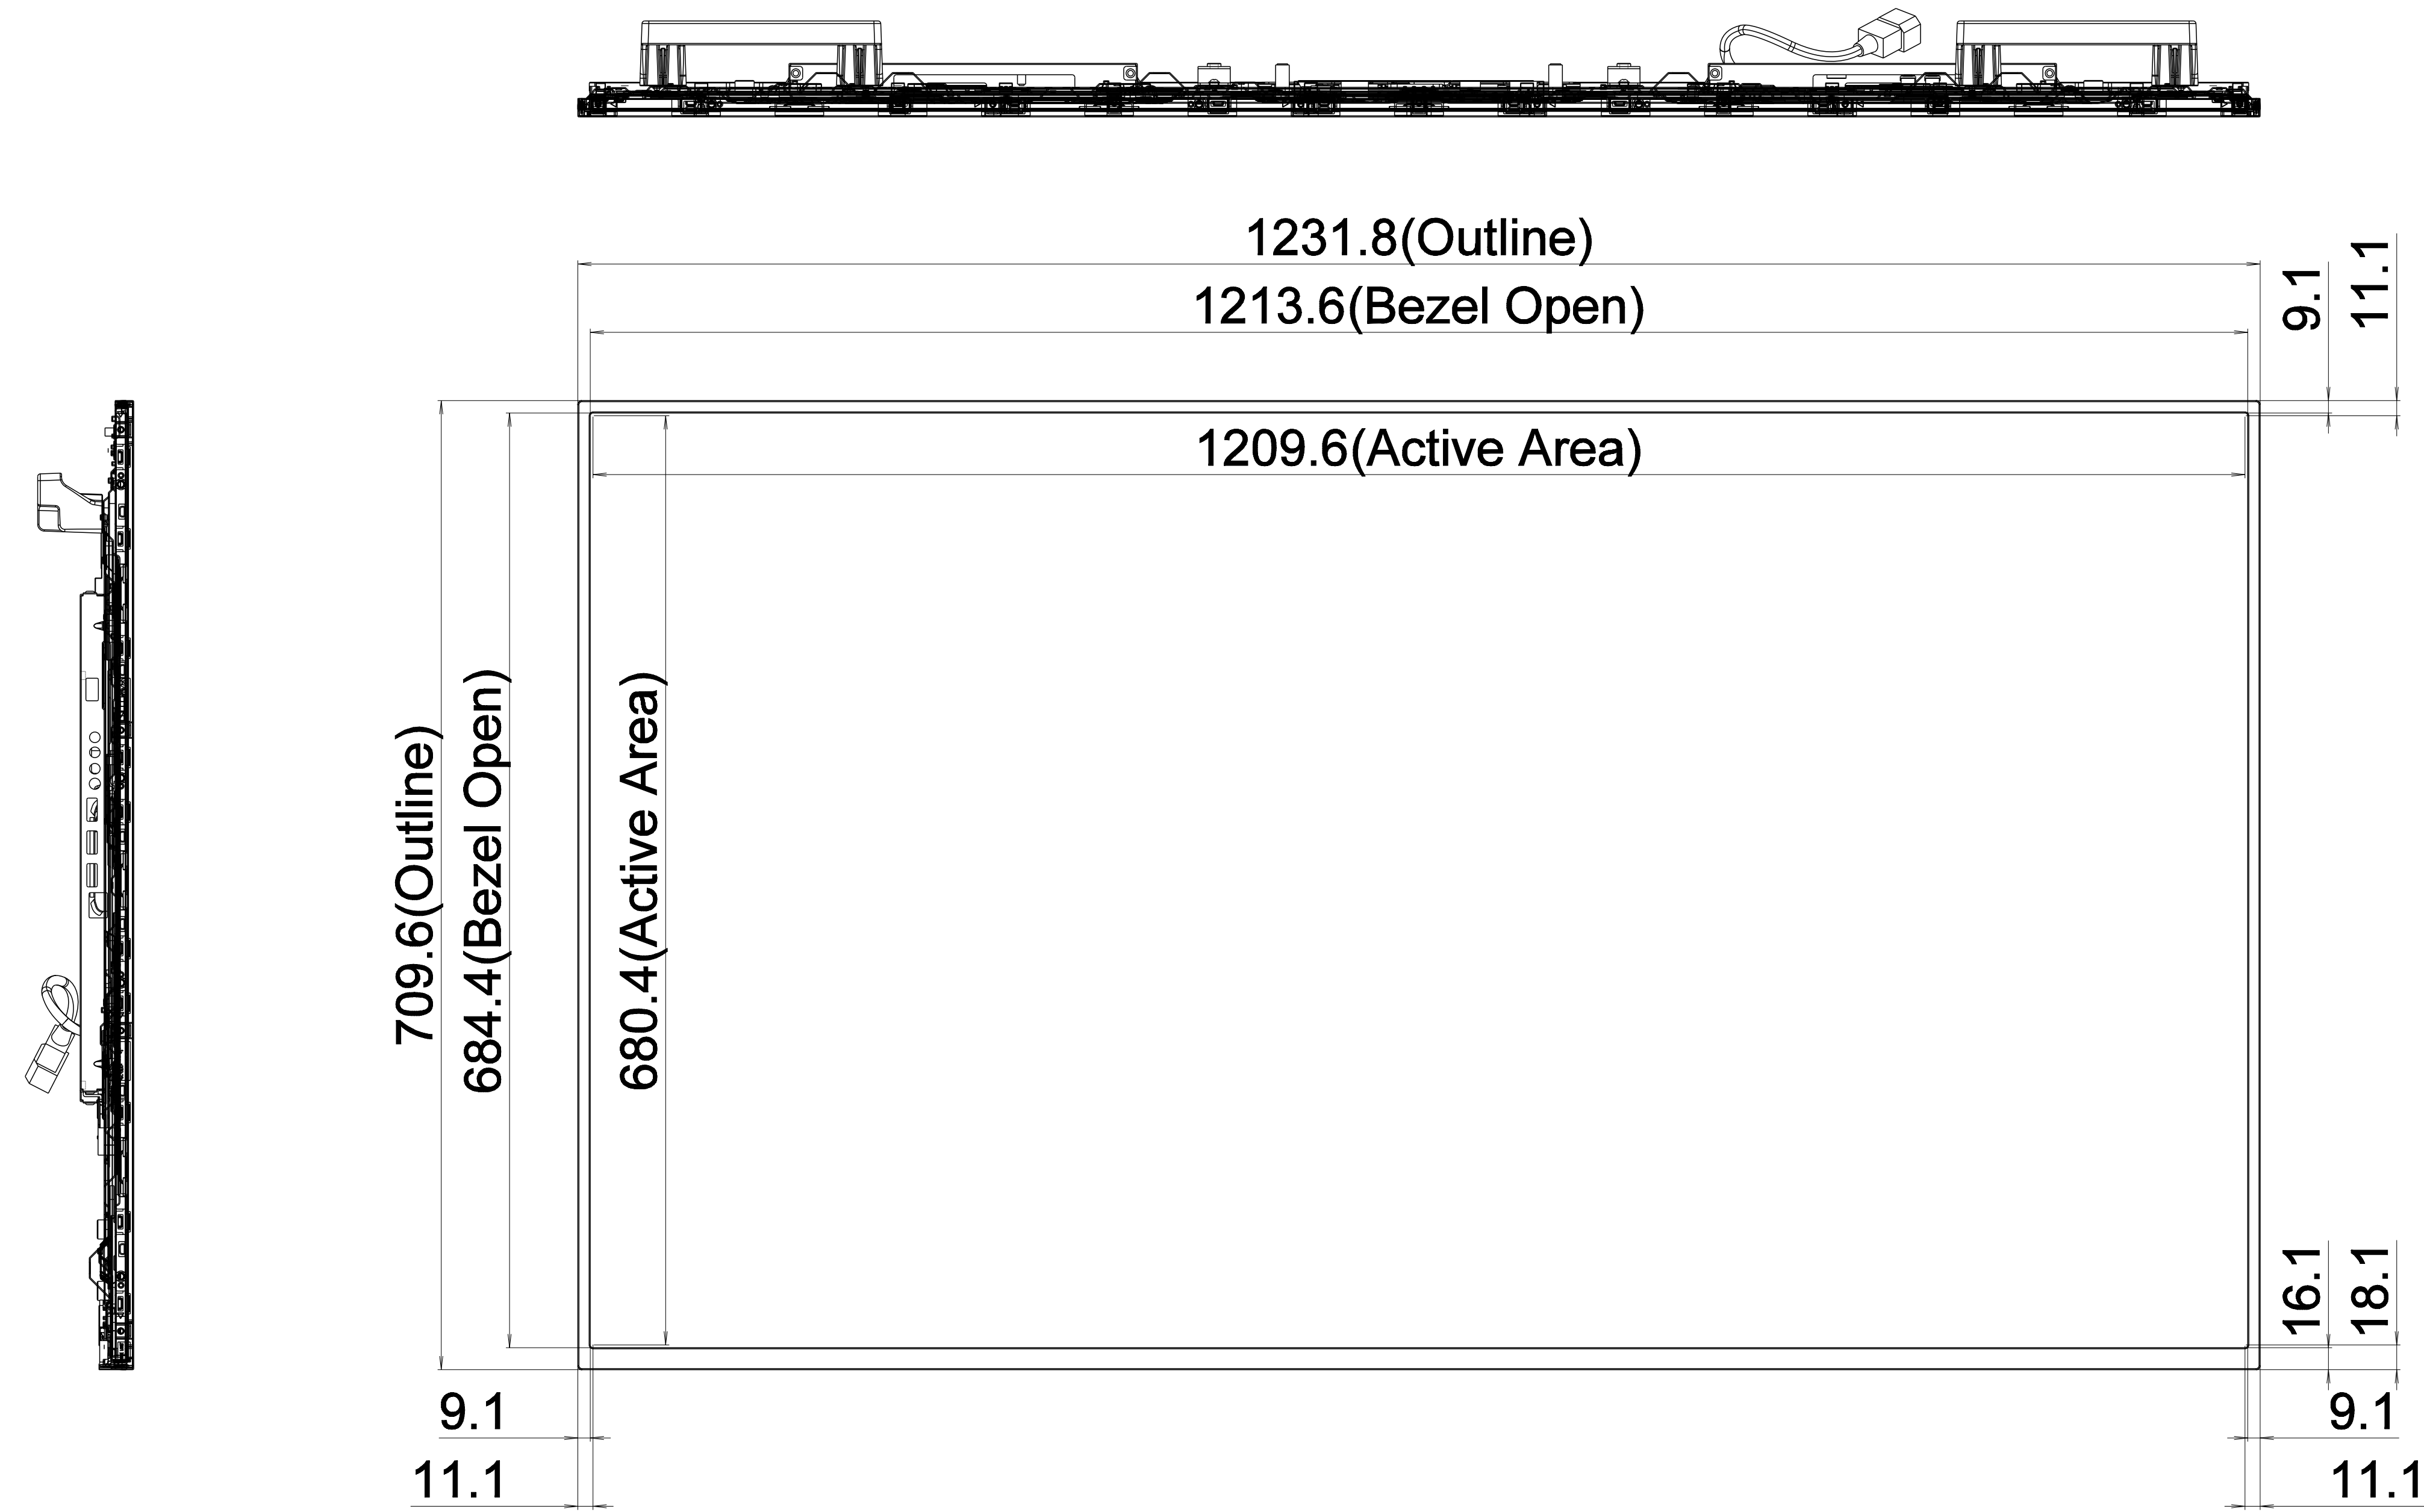 1231.8(Outline)
1213.6(Bezel Open)
9.1
11.1
1209.6(Active Area)
709.6(Outline)
684.4(Bezel Open)
680.4(Active Area)
16.1
18.1
9.1
9.1
11.1
11.1